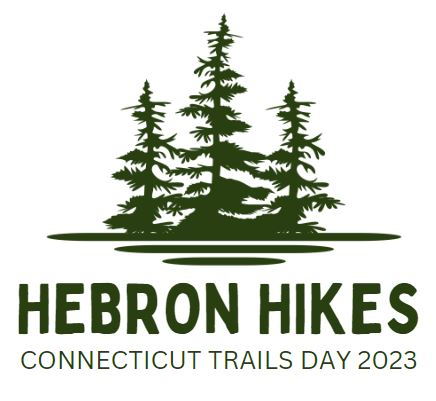 HEBRON HIKES
CONNECTICUT TRAILS DAY 2023